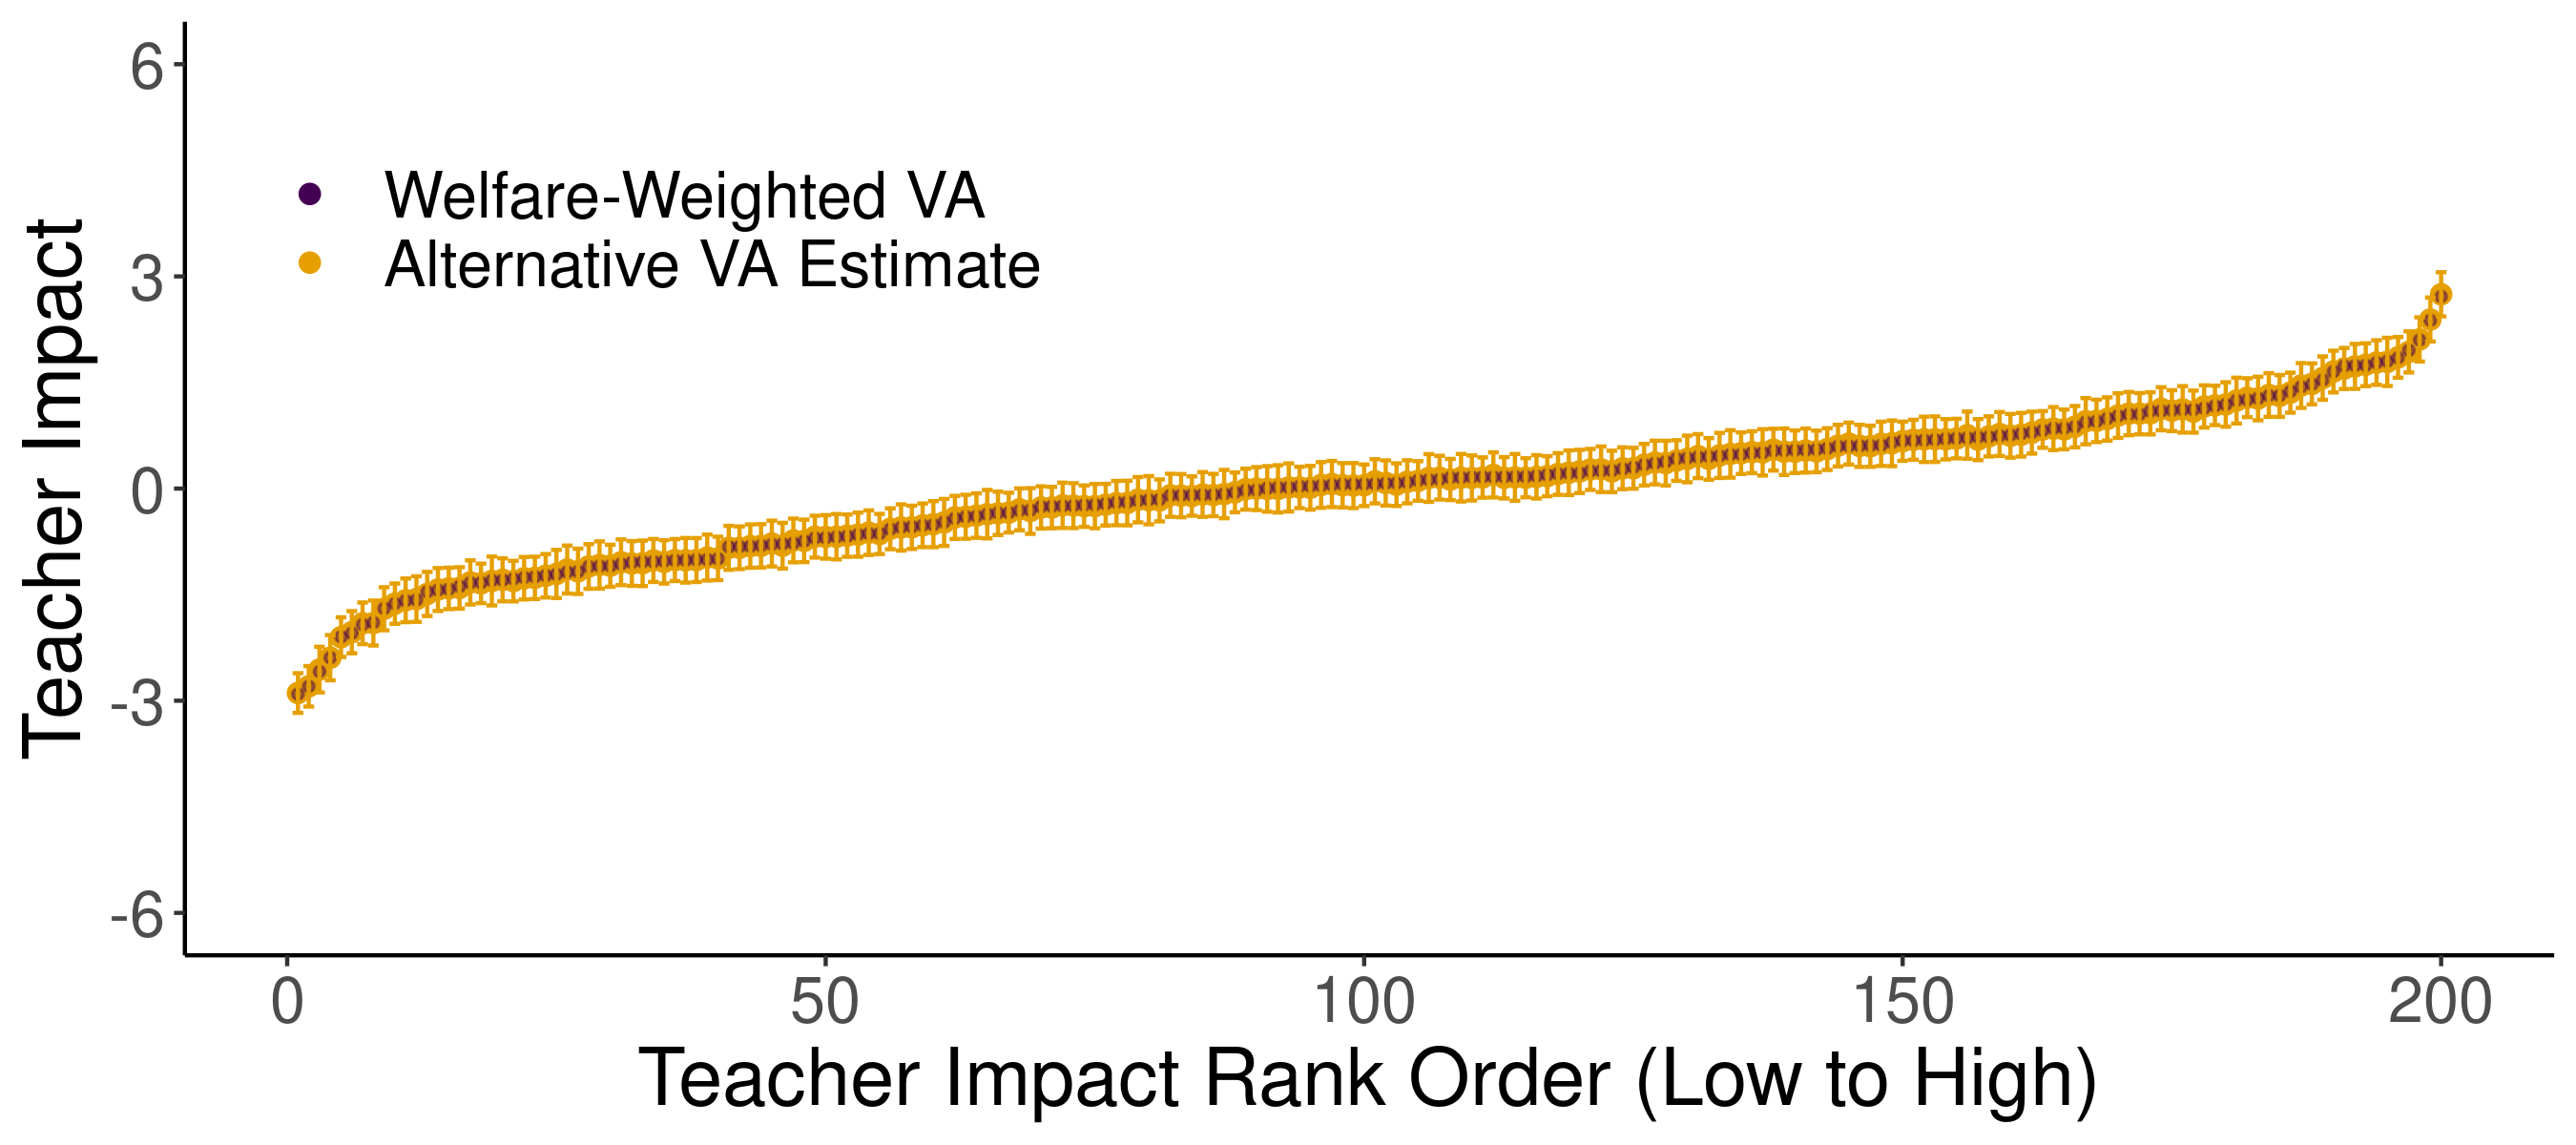 Teacher Impact
6
3
0
-3
-6
Welfare-Weighted VA
Alternative VA Estimate
0 50 100 150 200
Teacher Impact Rank Order (Low to High)